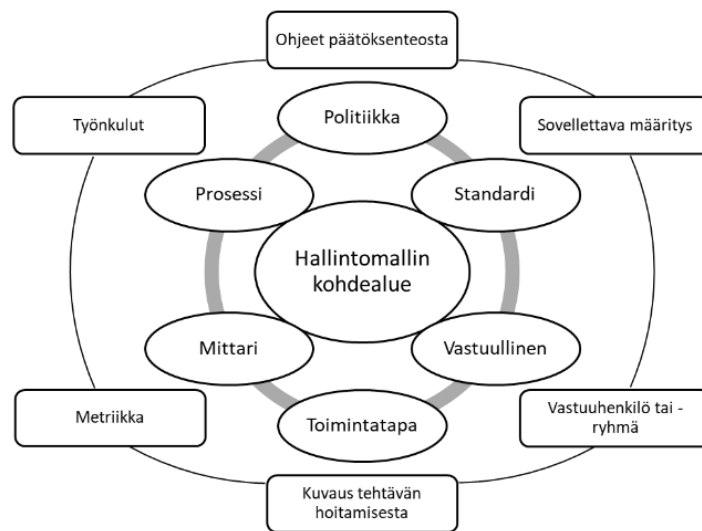 Ohjeet päätöksenteosta
Työnkulut
Politiikka
Sovellettava määritys
Prosessi
Standardi
Hallintomallin
kohdealue
Mittari
Vastuullinen
Metriikka
Toimintatapa
Vastuuhenkilö tai -
ryhmä
Kuvaus tehtävän
hoitamisesta